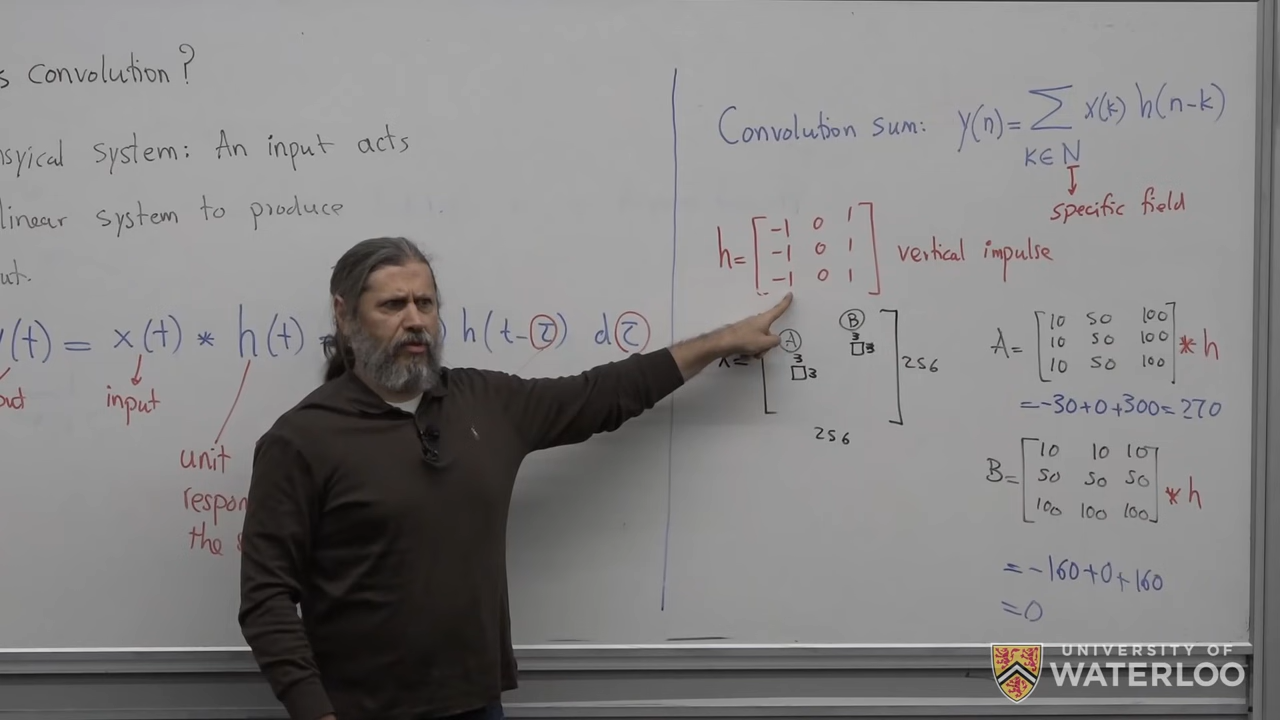 s convolution?
nsyical system: An input acts
linear system to produce
ut.
y(t) = x(t) * h(t) h(t-τ) d τ
input
unit
respon
the s
Convolution sum: y(n) = ∑ x(k) h(n-k)
K∈N
specific field
h= [-1 0 1
-1 0 1
-1 0 1] vertical impulse
A B
3 3
3 3
256
256
A= [10 50 100
10 50 100
10 50 100] * h
=-30+0+300=270
B= [10 10 10
50 50 50
100 100 100] * h
=-160+0+160
=0
UNIVERSITY OF
WATERLOO